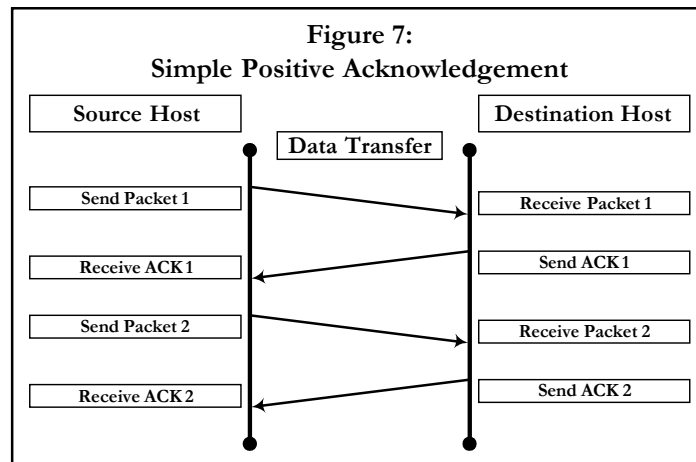 Figure 7:
Simple Positive Acknowledgement
Source Host
Destination Host
Data Transfer
Send Packet 1
Receive Packet 1
Send ACK 1
Receive ACK 1
Send Packet 2
Receive Packet 2
Send ACK 2
Receive ACK 2